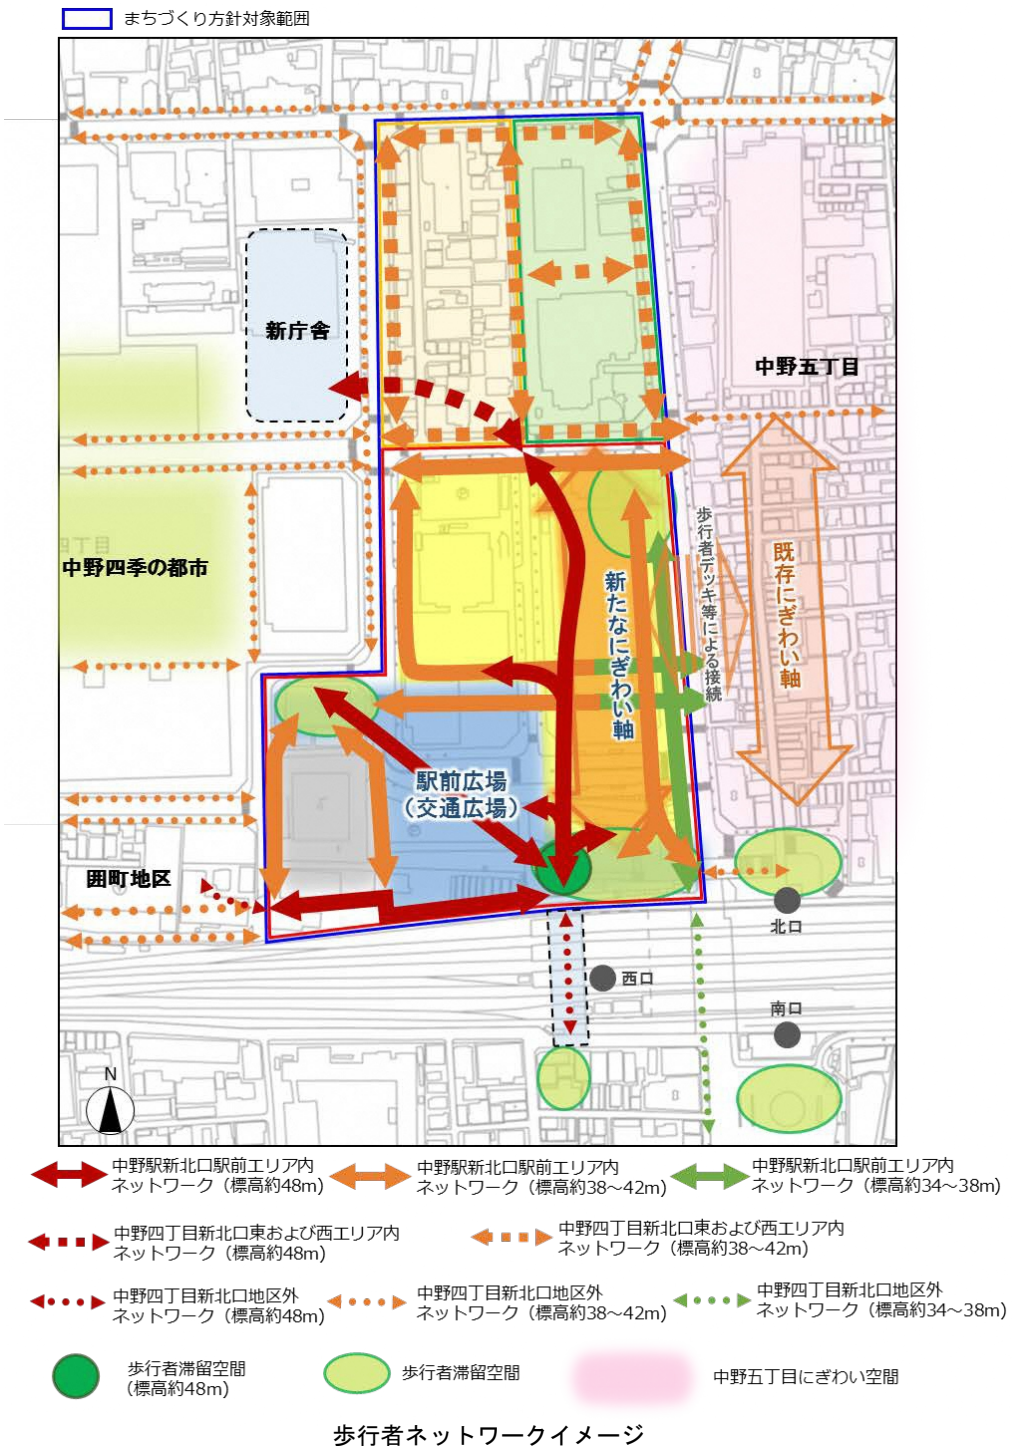 まちづくり方針対象範囲
新庁舎
中野五丁目
四丁目
中野四季の都市
歩行者デッキ等による接続
既存にぎわい軸
新たなにぎわい軸
駅前広場
（交通広場）
囲町地区
北口
西口
南口
N
中野駅新北口駅前エリア内
ネットワーク（標高約48m)
中野駅新北口駅前エリア内
ネットワーク（標高約38～42m)
中野駅新北口駅前エリア内
ネットワーク（標高約34～38m)
中野四丁目新北口東および西エリア内
ネットワーク（標高約48m)
中野四丁目新北口東および西エリア内
ネットワーク（標高約38～42m)
中野四丁目新北口地区外
ネットワーク（標高約48m)
中野四丁目新北口地区外
ネットワーク（標高約38～42m)
中野四丁目新北口地区外
ネットワーク（標高約34～38m)
歩行者滞留空間
(標高約48m)
歩行者滞留空間
中野五丁目にぎわい空間
歩行者ネットワークイメージ